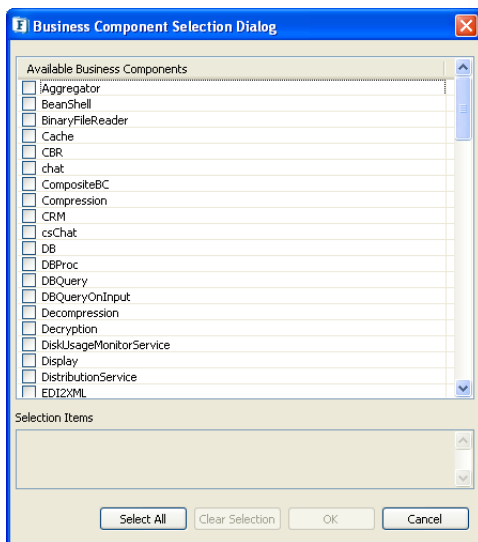 Business Component Selection Dialog
Available Business Components
Aggregator
BeanShell
BinaryFileReader
Cache
CBR
chat
CompositeBC
Compression
CRM
csChat
DB
DBProc
DBQuery
DBQueryOnInput
Decompression
Decryption
DiskUsageMonitorService
Display
DistributionService
EDI2XML
Selection Items
Select All Clear Selection OK Cancel